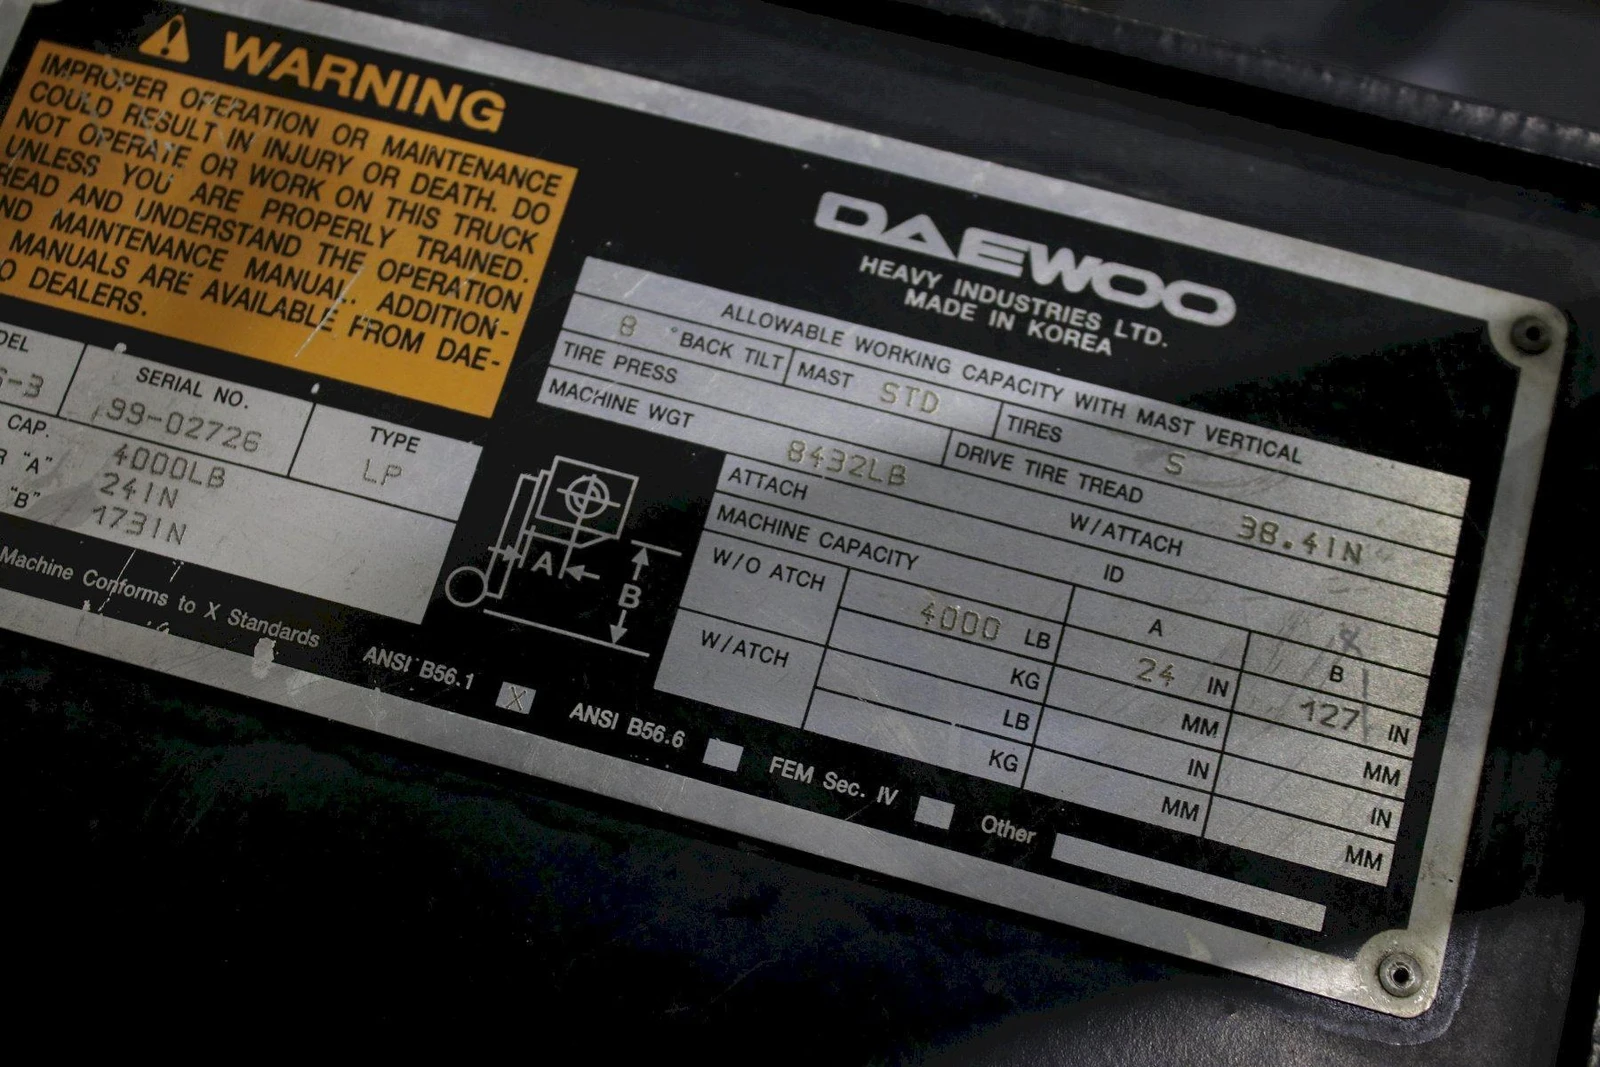 WARNING
IMPROPER OPERATION OR MAINTENANCE
COULD RESULT IN INJURY OR DEATH. DO
NOT OPERATE OR WORK ON THIS TRUCK
UNLESS YOU ARE PROPERLY TRAINED.
READ AND UNDERSTAND THE OPERATION
ND MAINTENANCE MANUAL. ADDITION-
MANUALS ARE AVAILABLE FROM DAE-
O DEALERS.
DEL
SERIAL NO.
TYPE
-3
99-02726
LP
CAP.
4000LB
R "A"
24IN
"B"
173IN
Machine Conforms to X Standards
ANSI B56.1
X
ANSI B56.6
FEM Sec. IV
Other
A
B
DAEWOO
HEAVY INDUSTRIES LTD.
MADE IN KOREA
ALLOWABLE WORKING CAPACITY WITH MAST VERTICAL
8 °BACK TILT
MAST STD
TIRES S
TIRE PRESS
DRIVE TIRE TREAD 38.4IN
MACHINE WGT 8432LB
W/ATTACH
ATTACH
ID
MACHINE CAPACITY
A
B
W/O ATCH
4000 LB
24 IN
127 IN
KG
MM
MM
W/ATCH
LB
IN
IN
KG
MM
MM